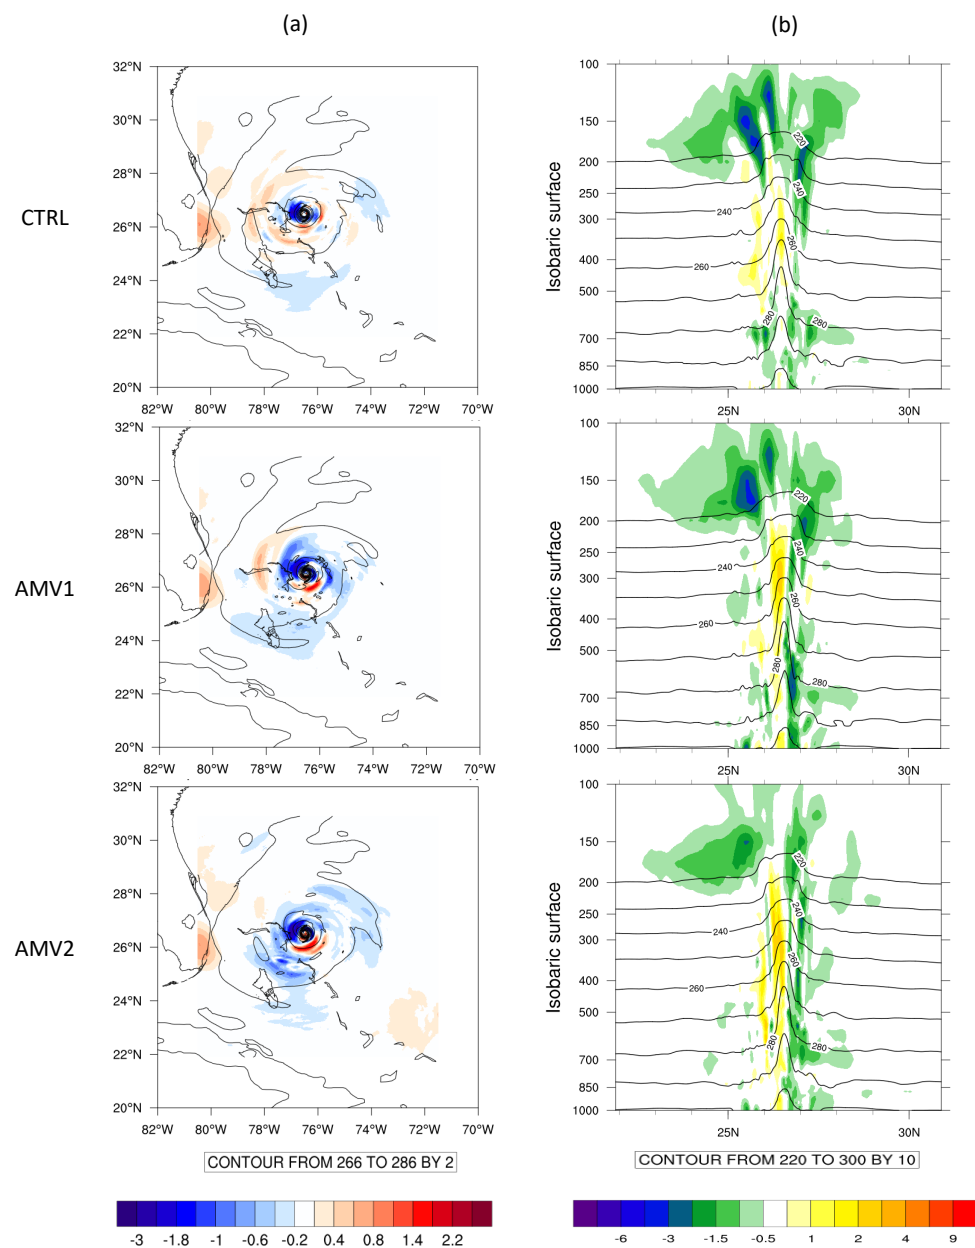 (a) (b)
CTRL
32°N
30°N
28°N
26°N
24°N
22°N
20°N
82°W 80°W 78°W 76°W 74°W 72°W 70°W
Isobaric surface
100
150
200
250
300
400
500
700
850
1000
220
240
240
260
260
280
280
25N 30N
AMV1
32°N
30°N
28°N
26°N
24°N
22°N
20°N
82°W 80°W 78°W 76°W 74°W 72°W 70°W
Isobaric surface
100
150
200
250
300
400
500
700
850
1000
220
240
240
260
260
280
280
25N 30N
AMV2
32°N
30°N
28°N
26°N
24°N
22°N
20°N
82°W 80°W 78°W 76°W 74°W 72°W 70°W
Isobaric surface
100
150
200
250
300
400
500
700
850
1000
220
240
240
260
260
280
280
25N 30N
CONTOUR FROM 266 TO 286 BY 2
CONTOUR FROM 220 TO 300 BY 10
-3 -1.8 -1 -0.6 -0.2 0.4 0.8 1.4 2.2
-6 -3 -1.5 -0.5 1 2 4 9